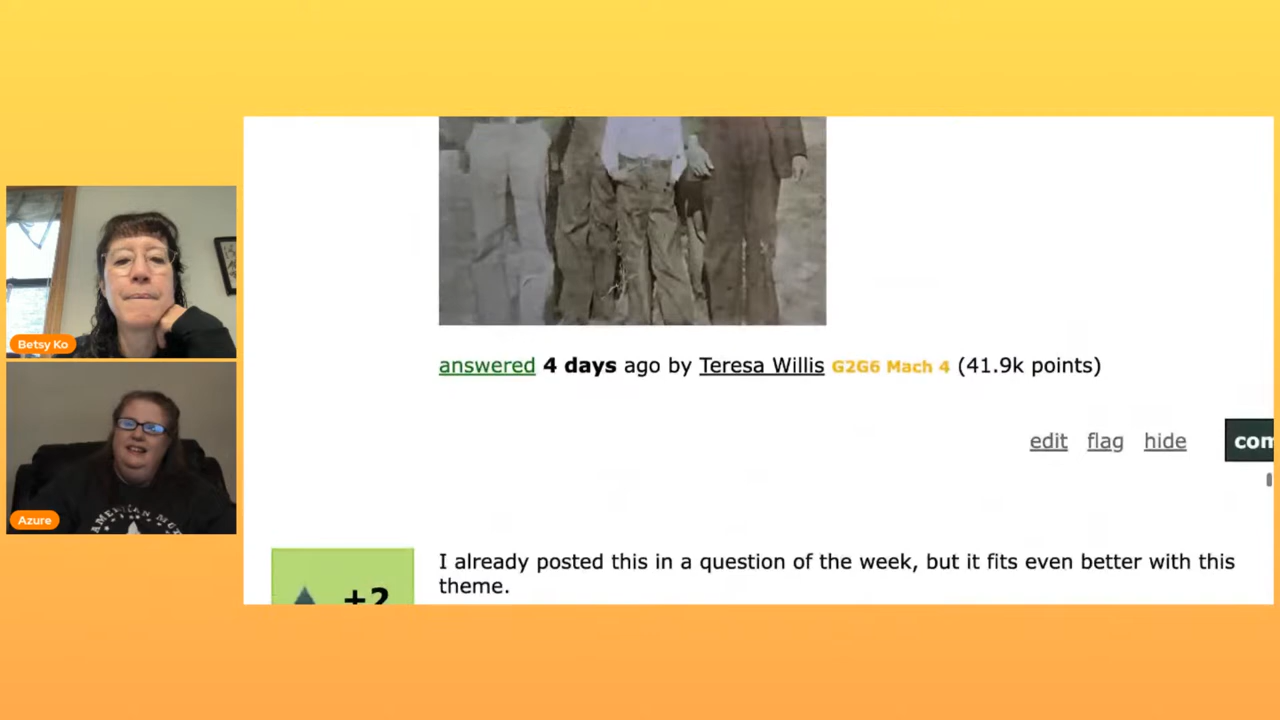 Betsy Ko
AMERICAN
Azure
answered 4 days ago by Teresa Willis G2G6 Mach 4 (41.9k points)
edit flag hide
+2
I already posted this in a question of the week, but it fits even better with this
theme.